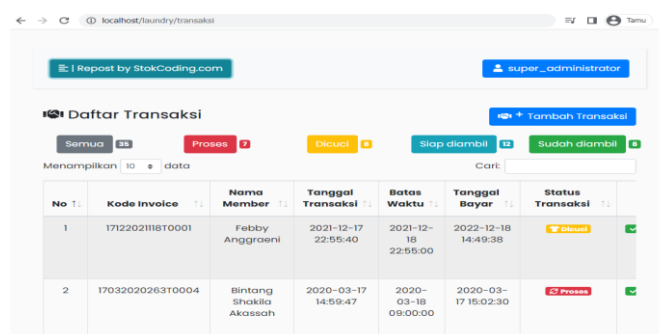 localhost/laundry/transaksi
Tamu
| Repost by StokCoding.com
super_administrator
Daftar Transaksi
+ Tambah Transaksi
Semua 35
Proses 7
Dicuci 8
Siap diambil 12
Sudah diambil 8
Menampilkan 10 data
Cari:
No
Kode Invoice
Nama Member
Tanggal Transaksi
Batas Waktu
Tanggal Bayar
Status Transaksi
1
17122021118T0001
Febby Anggraeni
2021-12-17 22:55:40
2021-12-18 22:55:00
2022-12-18 14:49:38
Dicuci
2
17032020263T0004
Bintang Shakila Akassah
2020-03-17 14:59:47
2020-03-18 09:00:00
2020-03-17 15:02:30
Proses